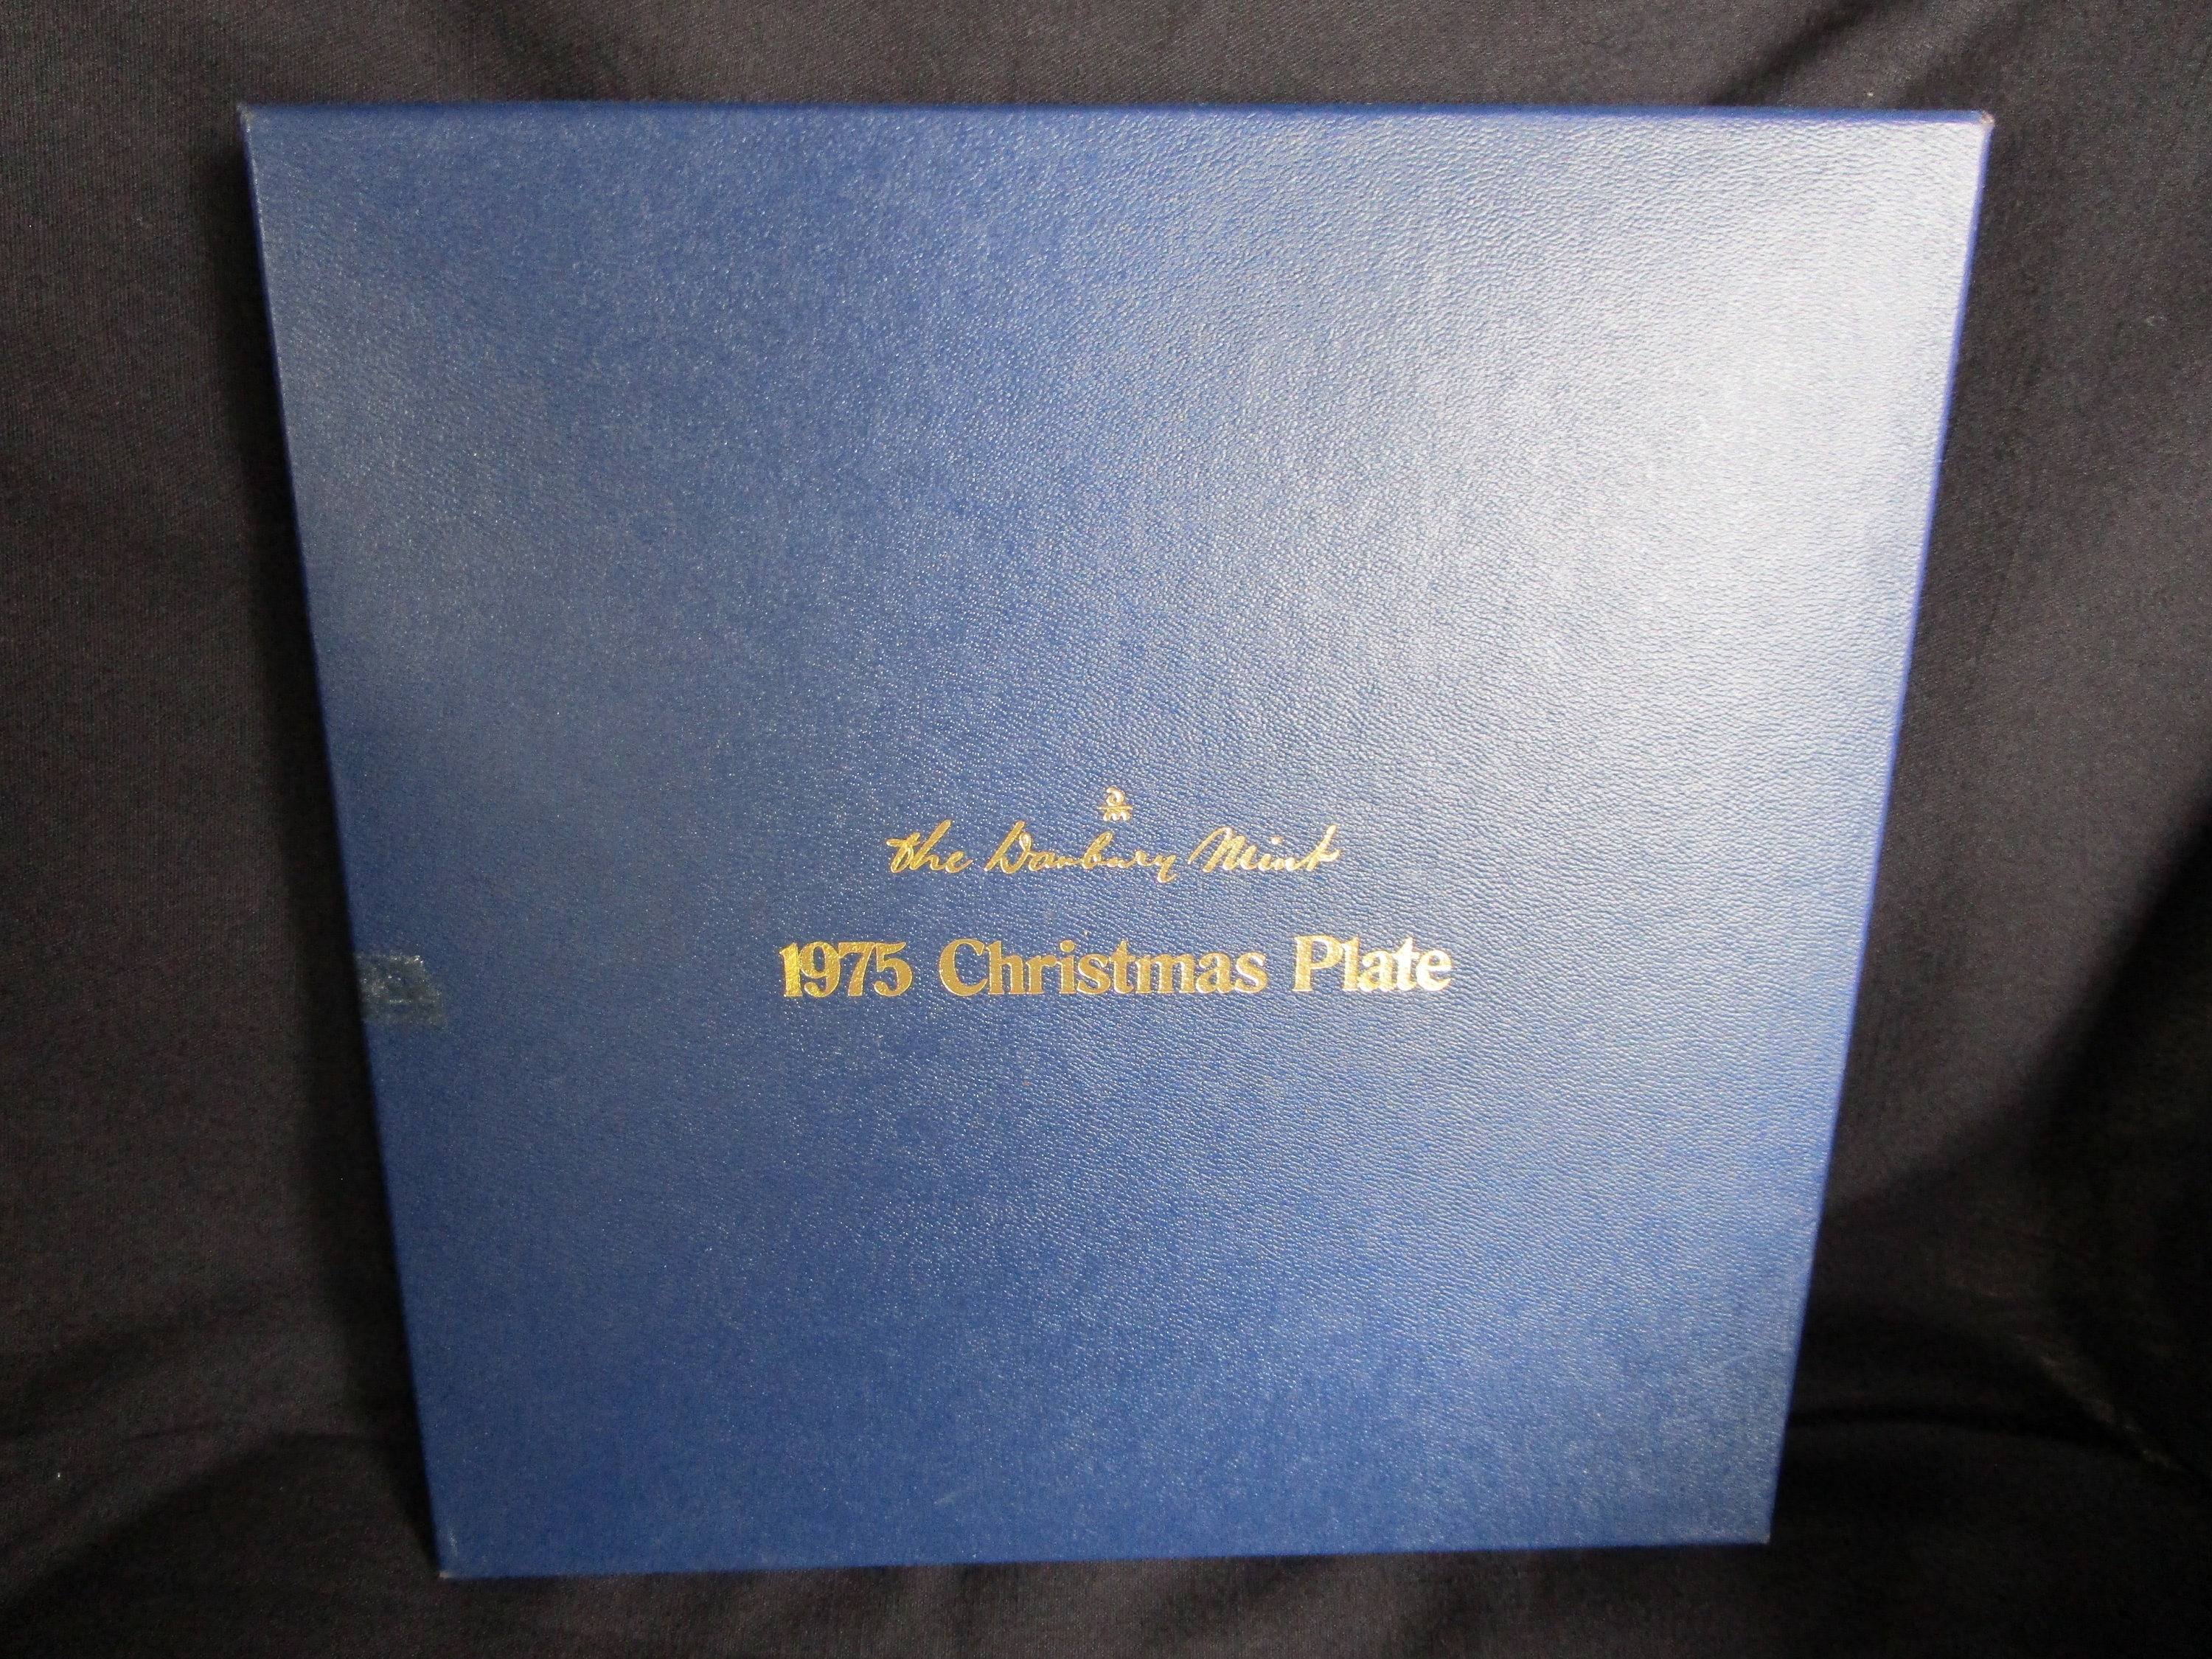 the Danbury Mint
1975 Christmas Plate